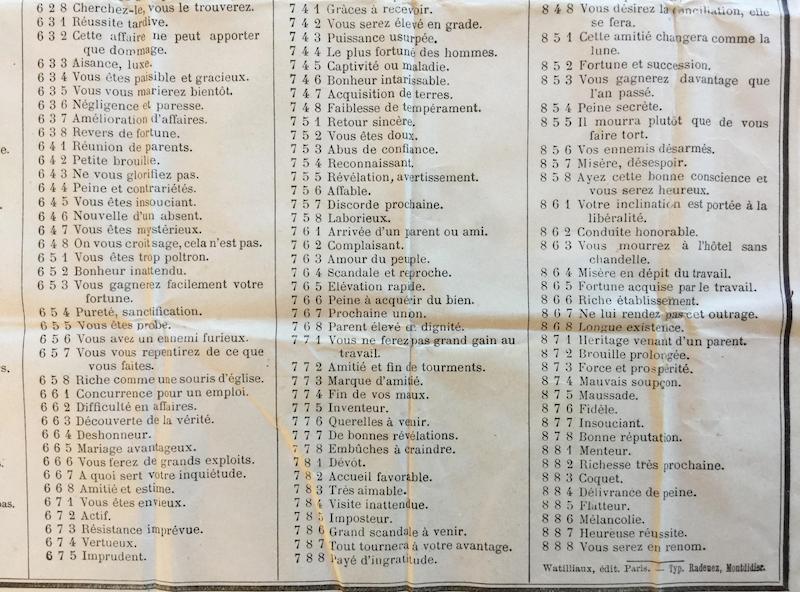 e.
s.
.
pas.
6 2 8 Cherchez-le, vous le trouverez.
6 3 1 Réussite tardive.
6 3 2 Cette affaire ne peut apporter
que dommage.
6 3 3 Aisance, luxe.
6 3 4 Vous êtes paisible et gracieux.
6 3 5 Vous vous marierez bientôt.
6 3 6 Négligence et paresse.
6 3 7 Amélioration d'affaires.
6 3 8 Revers de fortune.
6 4 1 Réunion de parents.
6 4 2 Petite brouille.
6 4 3 Ne vous glorifiez pas.
6 4 4 Peine et contrariétés.
6 4 5 Vous êtes insouciant.
6 4 6 Nouvelle d'un absent.
6 4 7 Vous êtes mystérieux.
6 4 8 On vous croit sage, cela n'est pas.
6 5 1 Vous êtes trop poltron.
6 5 2 Bonheur inattendu.
6 5 3 Vous gagnerez facilement votre
fortune.
6 5 4 Pureté, sanctification.
6 5 5 Vous êtes probe.
6 5 6 Vous avez un ennemi furieux.
6 5 7 Vous vous repentirez de ce que
vous faites.
6 5 8 Riche comme une souris d'église.
6 6 1 Concurrence pour un emploi.
6 6 2 Difficulté en affaires.
6 6 3 Découverte de la vérité.
6 6 4 Deshonneur.
6 6 5 Mariage avantageux.
6 6 6 Vous ferez de grands exploits.
6 6 7 A quoi sert votre inquiétude.
6 6 8 Amitié et estime.
6 7 1 Vous êtes envieux.
6 7 2 Actif.
6 7 3 Résistance imprévue.
6 7 4 Vertueux.
6 7 5 Imprudent.
7 4 1 Grâces à recevoir.
7 4 2 Vous serez élevé en grade.
7 4 3 Puissance usurpée.
7 4 4 Le plus fortuné des hommes.
7 4 5 Captivité ou maladie.
7 4 6 Bonheur intarissable.
7 4 7 Acquisition de terres.
7 4 8 Faiblesse de tempérament.
7 5 1 Retour sincère.
7 5 2 Vous êtes doux.
7 5 3 Abus de confiance.
7 5 4 Reconnaissant.
7 5 5 Révélation, avertissement.
7 5 6 Affable.
7 5 7 Discorde prochaine.
7 5 8 Laborieux.
7 6 1 Arrivée d'un parent ou ami.
7 6 2 Complaisant.
7 6 3 Amour du peuple.
7 6 4 Scandale et reproche.
7 6 5 Elévation rapide.
7 6 6 Peine à acquérir du bien.
7 6 7 Prochaine union.
7 6 8 Parent élevé en dignité.
7 7 1 Vous ne ferez pas grand gain au
travail.
7 7 2 Amitié et fin de tourments.
7 7 3 Marque d'amitié.
7 7 4 Fin de vos maux.
7 7 5 Inventeur.
7 7 6 Querelles à venir.
7 7 7 De bonnes révélations.
7 7 8 Embûches à craindre.
7 8 1 Dévôt.
7 8 2 Accueil favorable.
7 8 3 Très aimable.
7 8 4 Visite inattendue.
7 8 5 Imposteur.
7 8 6 Grand scandale à venir.
7 8 7 Tout tournera à votre avantage.
7 8 8 Payé d'ingratitude.
8 4 8 Vous désirez la conciliation, elle
se fera.
8 5 1 Cette amitié changera comme la
lune.
8 5 2 Fortune et succession.
8 5 3 Vous gagnerez davantage que
l'an passé.
8 5 4 Peine secrète.
8 5 5 Il mourra plutôt que de vous
faire tort.
8 5 6 Vos ennemis désarmés.
8 5 7 Misère, désespoir.
8 5 8 Ayez cette bonne conscience et
vous serez heureux.
8 6 1 Votre inclination est portée à la
libéralité.
8 6 2 Conduite honorable.
8 6 3 Vous mourrez à l'hôtel sans
chandelle.
8 6 4 Misère en dépit du travail.
8 6 5 Fortune acquise par le travail.
8 6 6 Riche établissement.
8 6 7 Ne lui rendez pas cet outrage.
8 6 8 Longue existence.
8 7 1 Heritage venant d'un parent.
8 7 2 Brouille prolongée.
8 7 3 Force et prospérité.
8 7 4 Mauvais soupçon.
8 7 5 Maussade.
8 7 6 Fidèle.
8 7 7 Insouciant.
8 7 8 Bonne réputation.
8 8 1 Menteur.
8 8 2 Richesse très prochaine.
8 8 3 Coquet.
8 8 4 Délivrance de peine.
8 8 5 Flatteur.
8 8 6 Mélancolie.
8 8 7 Heureuse réussite.
8 8 8 Vous serez en renom.
Watilliaux, édit. Paris. — Typ. Radenez, Montdidier.